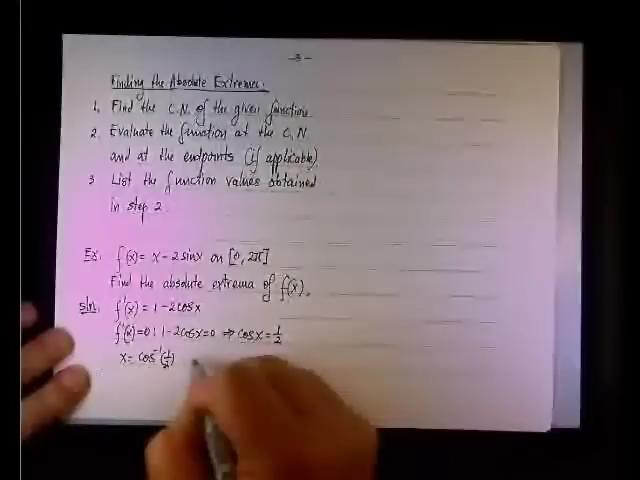 -3-
Finding the Absolute Extrema.
1. Find the C.N. of the given function.
2. Evaluate the function at the C.N.
and at the endpoints (if applicable).
3 List the function values obtained
in step 2.
Ex: f(x) = x - 2 sinx on [0, 2π]
Find the absolute extrema of f(x).
Sln. f'(x) = 1 - 2cosx
f'(x)=0: 1-2cosx=0 ⇒ cosx = 1/2
x = cos⁻¹(1/2)